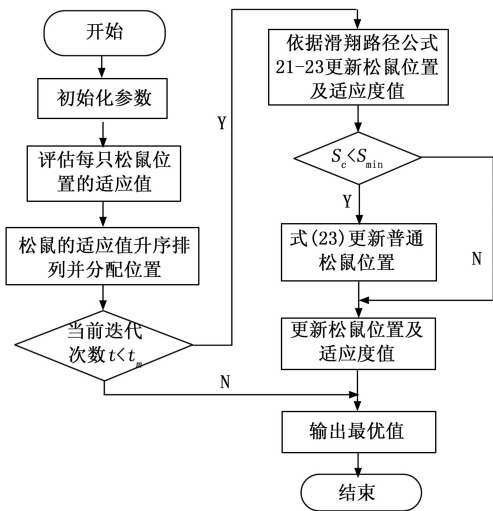 开始
初始化参数
评估每只松鼠位
置的适应值
松鼠的适应值升序排
列并分配位置
当前迭代
次数t<tm
Y
N
依据滑翔路径公式
21-23更新松鼠位置
及适应度值
Sc<Smin
Y
N
式(23)更新普通
松鼠位置
更新松鼠位置及
适应度值
输出最优值
结束